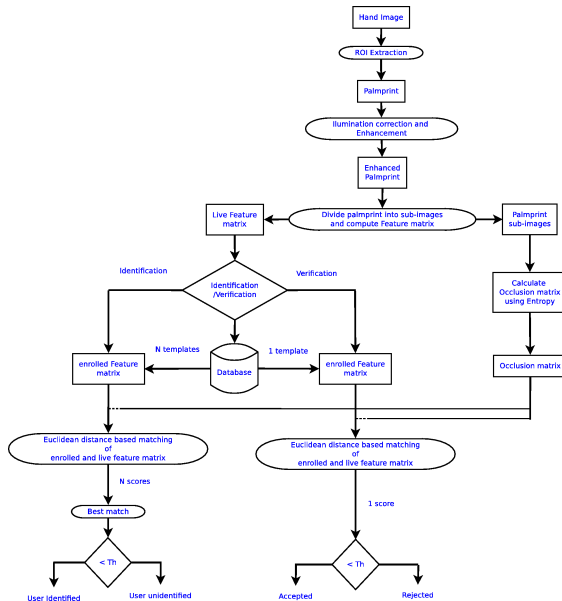 Hand Image
ROI Extraction
Palmprint
Ilumination correction and
Enhancement
Enhanced
Palmprint
Live Feature
matrix
Divide palmprint into sub-images
and compute Feature matrix
Palmprint
sub-images
Identification
Verification
Identification
/Verification
Calculate
Occlusion matrix
using Entropy
N templates
1 template
enrolled Feature
matrix
Database
enrolled Feature
matrix
Occlusion matrix
Euclidean distance based matching
of
enrolled and live feature matrix
Euclidean distance based matching
of
enrolled and live feature matrix
N scores
1 score
Best match
< Th
< Th
User Identified
User unidentified
Accepted
Rejected